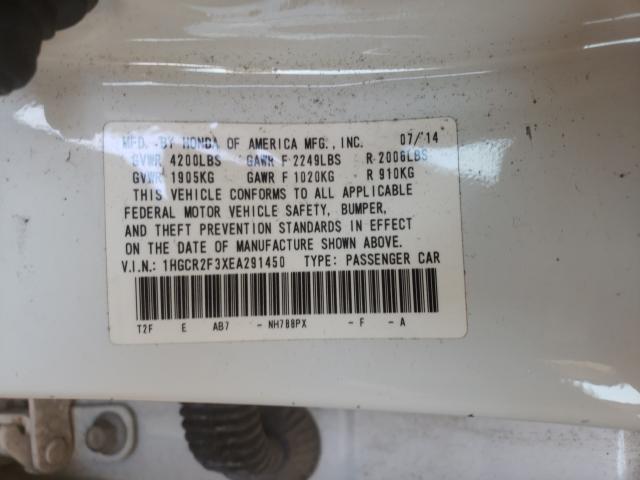 MFD. BY HONDA OF AMERICA MFG., INC. 07/14
GVWR 4200LBS GAWR F 2249LBS R 2006LBS
GVWR 1905KG GAWR F 1020KG R 910KG
THIS VEHICLE CONFORMS TO ALL APPLICABLE
FEDERAL MOTOR VEHICLE SAFETY, BUMPER,
AND THEFT PREVENTION STANDARDS IN EFFECT
ON THE DATE OF MANUFACTURE SHOWN ABOVE.
V.I.N.: 1HGCR2F3XEA291450 TYPE: PASSENGER CAR
T2F E AB7 - NH788PX - F - A